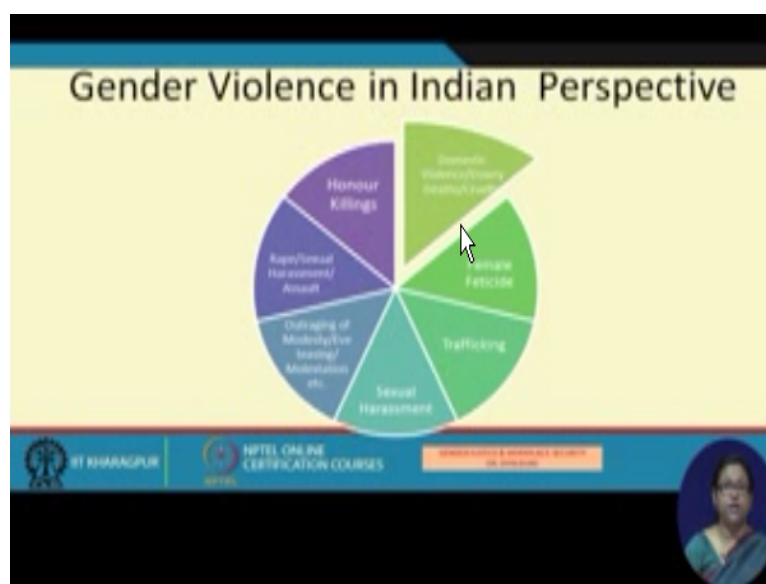 Gender Violence in Indian Perspective
Domestic
Violence/Dowry
Deaths/Cruelty
Female
Feticide
Trafficking
Sexual
Harassment
Outraging of
Modesty/Eve
teasing/
Molestation
etc.
Rape/Sexual
Harassment/
Assault
Honour
Killings
IIT KHARAGPUR
NPTEL
NPTEL ONLINE
CERTIFICATION COURSES